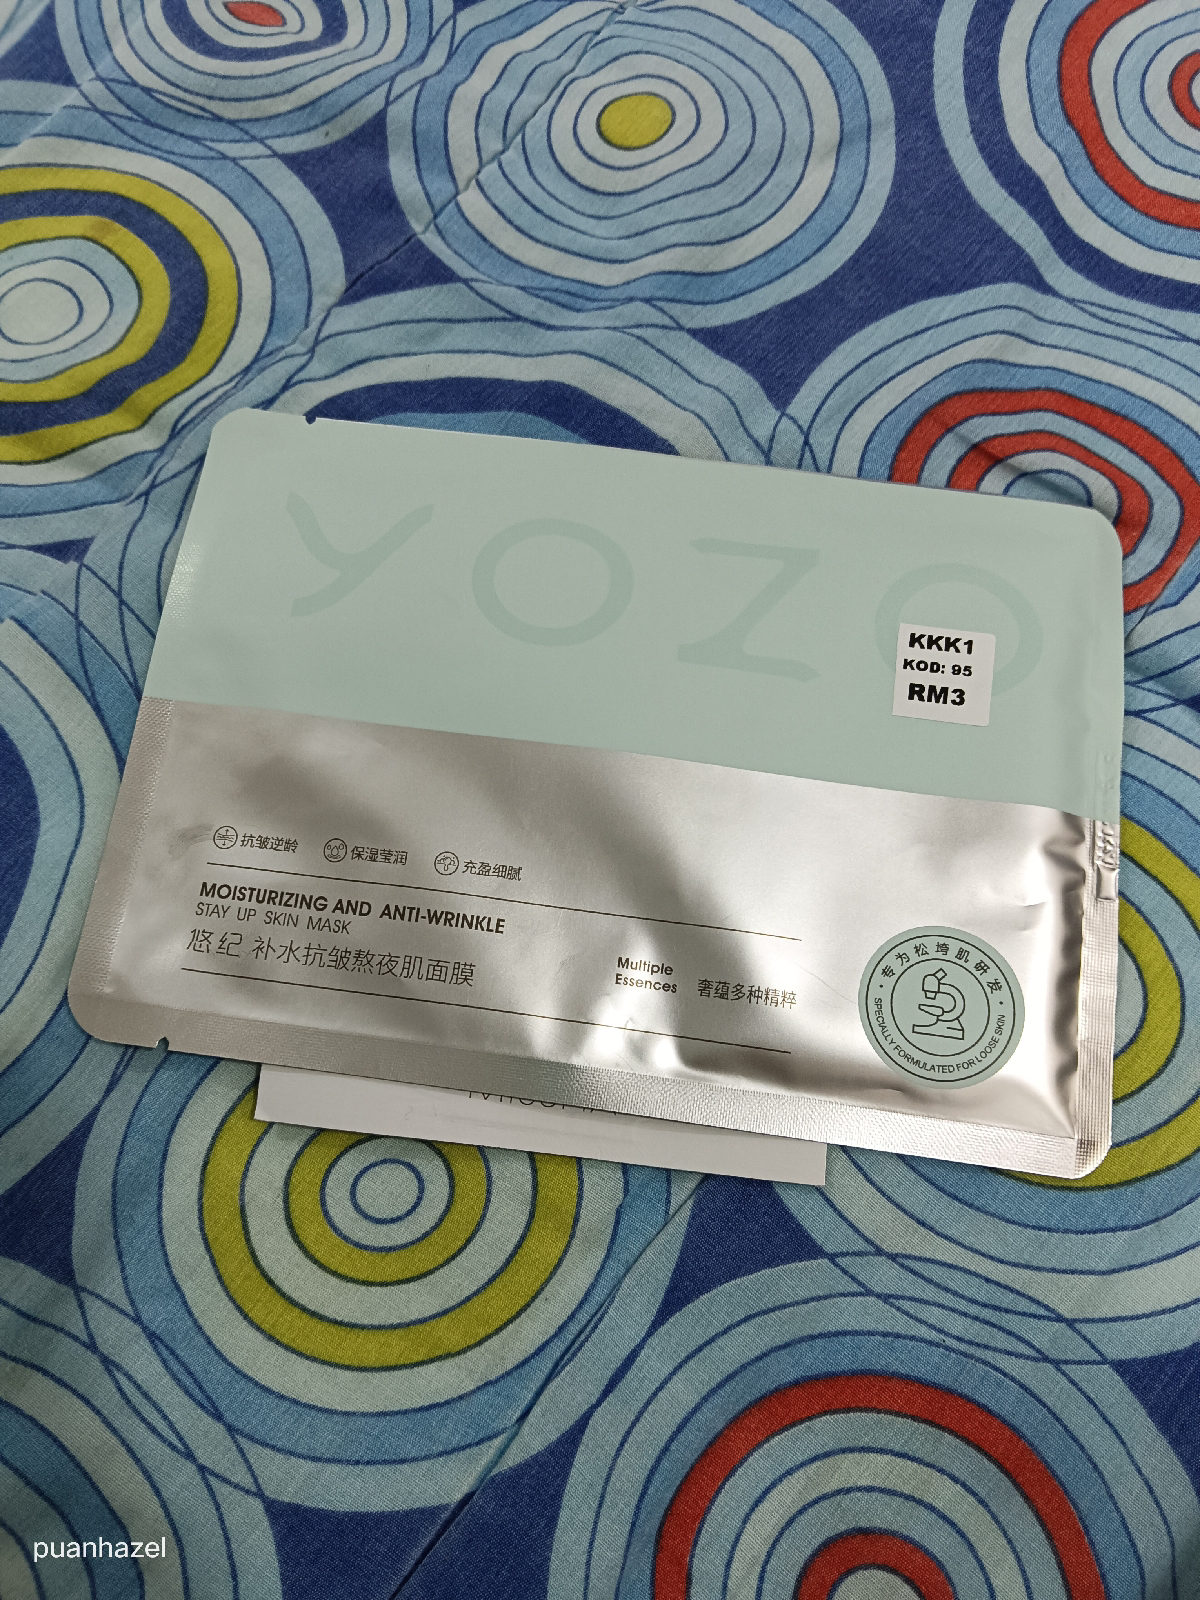 YOZO
KKK1
KOD: 95
RM3
抗皱逆龄
保湿莹润
充盈细腻
MOISTURIZING AND ANTI-WRINKLE
STAY UP SKIN MASK
悠纪 补水抗皱熬夜肌面膜
Multiple
Essences
奢蕴多种精粹
·专为松垮肌研发·
SPECIALLY FORMULATED FOR LOOSE SKIN
puanhazel